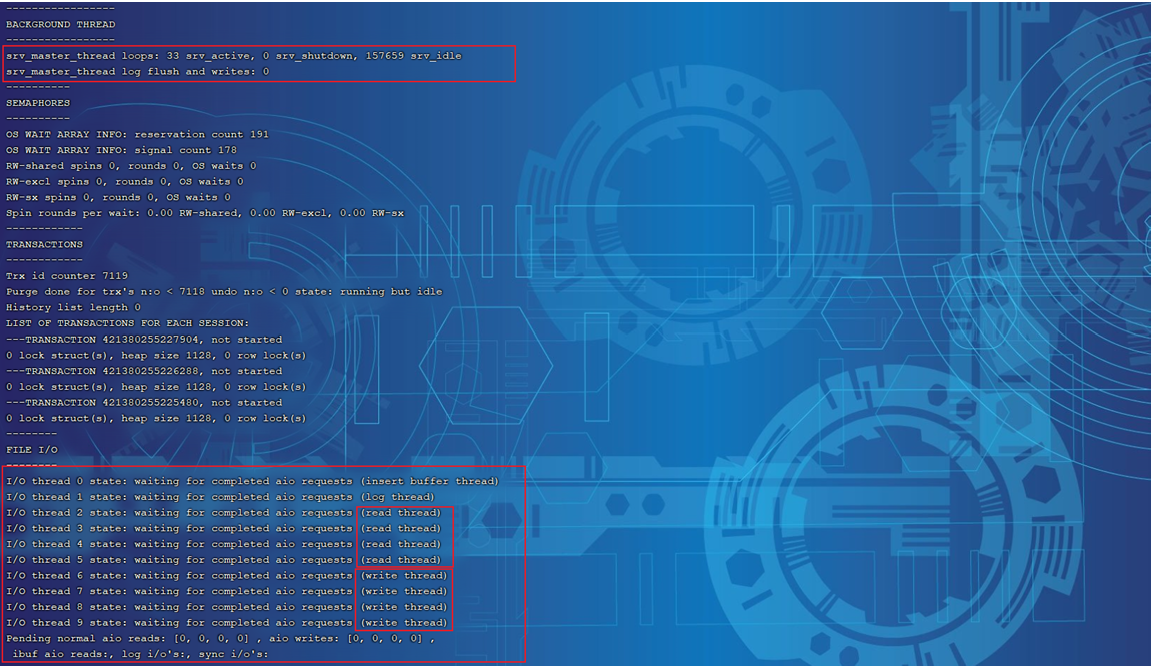 -----------------
BACKGROUND THREAD
-----------------
srv_master_thread loops: 33 srv_active, 0 srv_shutdown, 157659 srv_idle
srv_master_thread log flush and writes: 0
----------
SEMAPHORES
----------
OS WAIT ARRAY INFO: reservation count 191
OS WAIT ARRAY INFO: signal count 178
RW-shared spins 0, rounds 0, OS waits 0
RW-excl spins 0, rounds 0, OS waits 0
RW-sx spins 0, rounds 0, OS waits 0
Spin rounds per wait: 0.00 RW-shared, 0.00 RW-excl, 0.00 RW-sx
------------
TRANSACTIONS
------------
Trx id counter 7119
Purge done for trx's n:o < 7118 undo n:o < 0 state: running but idle
History list length 0
LIST OF TRANSACTIONS FOR EACH SESSION:
---TRANSACTION 421380255227904, not started
0 lock struct(s), heap size 1128, 0 row lock(s)
---TRANSACTION 421380255226288, not started
0 lock struct(s), heap size 1128, 0 row lock(s)
---TRANSACTION 421380255225480, not started
0 lock struct(s), heap size 1128, 0 row lock(s)
--------
FILE I/O
--------
I/O thread 0 state: waiting for completed aio requests (insert buffer thread)
I/O thread 1 state: waiting for completed aio requests (log thread)
I/O thread 2 state: waiting for completed aio requests (read thread)
I/O thread 3 state: waiting for completed aio requests (read thread)
I/O thread 4 state: waiting for completed aio requests (read thread)
I/O thread 5 state: waiting for completed aio requests (read thread)
I/O thread 6 state: waiting for completed aio requests (write thread)
I/O thread 7 state: waiting for completed aio requests (write thread)
I/O thread 8 state: waiting for completed aio requests (write thread)
I/O thread 9 state: waiting for completed aio requests (write thread)
Pending normal aio reads: [0, 0, 0, 0] , aio writes: [0, 0, 0, 0] ,
 ibuf aio reads:, log i/o's:, sync i/o's: